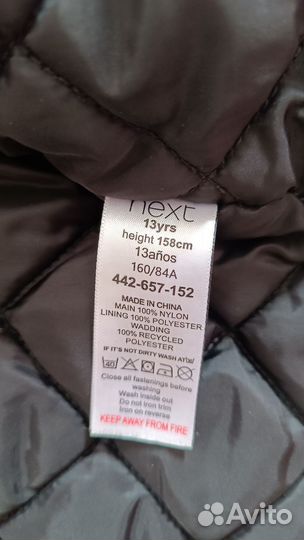 next
13yrs
height 158cm
13años
160/84A
442-657-152
MADE IN CHINA
MAIN 100% NYLON
LINING 100% POLYESTER
WADDING
100% RECYCLED
POLYESTER
IF IT'S NOT DIRTY WASH AT
40
Close all fastenings before
washing
Wash inside out
Do not iron trim
Iron on reverse
KEEP AWAY FROM FIRE
Avito